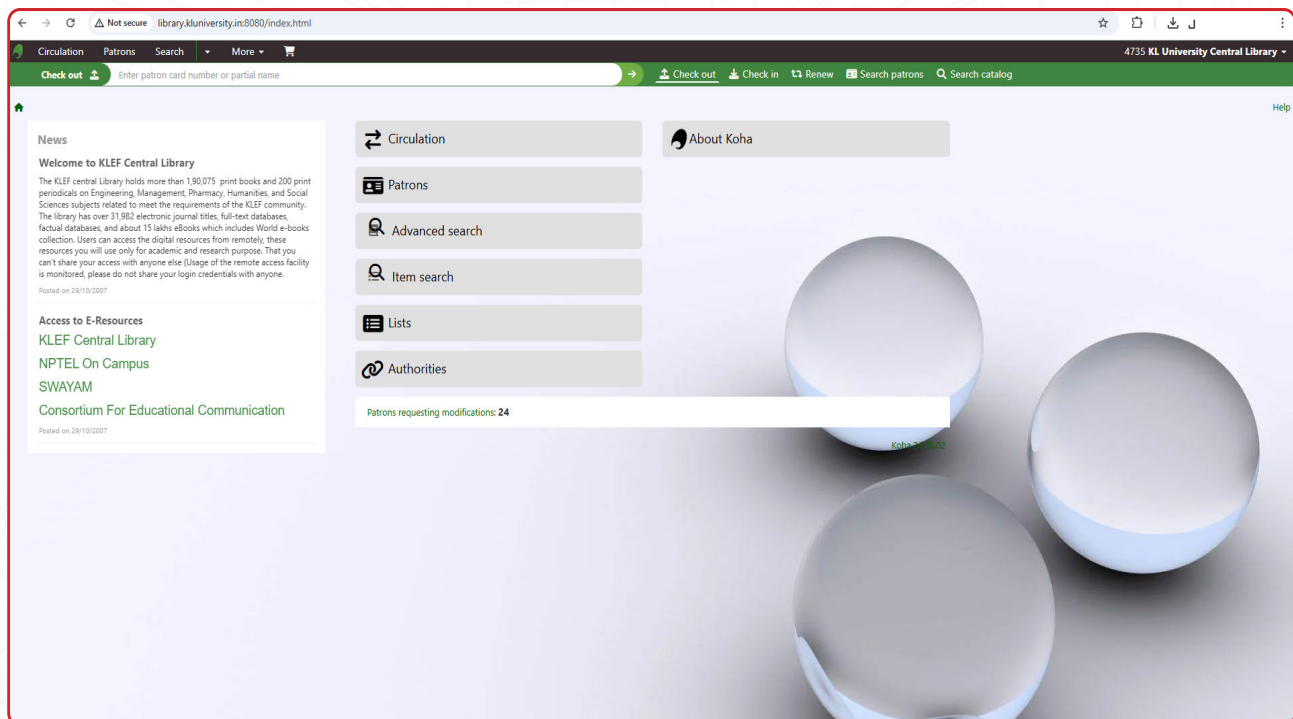 Not secure library.kluniversity.in:8080/index.html
Circulation Patrons Search More 4735 KL University Central Library
Check out Enter patron card number or partial name Check out Check in Renew Search patrons Search catalog
Help
News
Welcome to KLEF Central Library
The KLEF central Library holds more than 1,90,075 print books and 200 print
periodicals on Engineering, Management, Pharmacy, Humanities, and Social
Sciences subjects related to meet the requirements of the KLEF community.
The library has over 31,982 electronic journal titles, full-text databases,
factual databases, and about 15 lakhs eBooks which includes World e-books
collection. Users can access the digital resources from remotely, these
resources you will use only for academic and research purpose. That you
can't share your access with anyone else (Usage of the remote access facility
is monitored, please do not share your login credentials with anyone.
Posted on 29/10/2007
Access to E-Resources
KLEF Central Library
NPTEL On Campus
SWAYAM
Consortium For Educational Communication
Posted on 29/10/2007
Circulation
Patrons
Advanced search
Item search
Lists
Authorities
About Koha
Patrons requesting modifications: 24
Koha